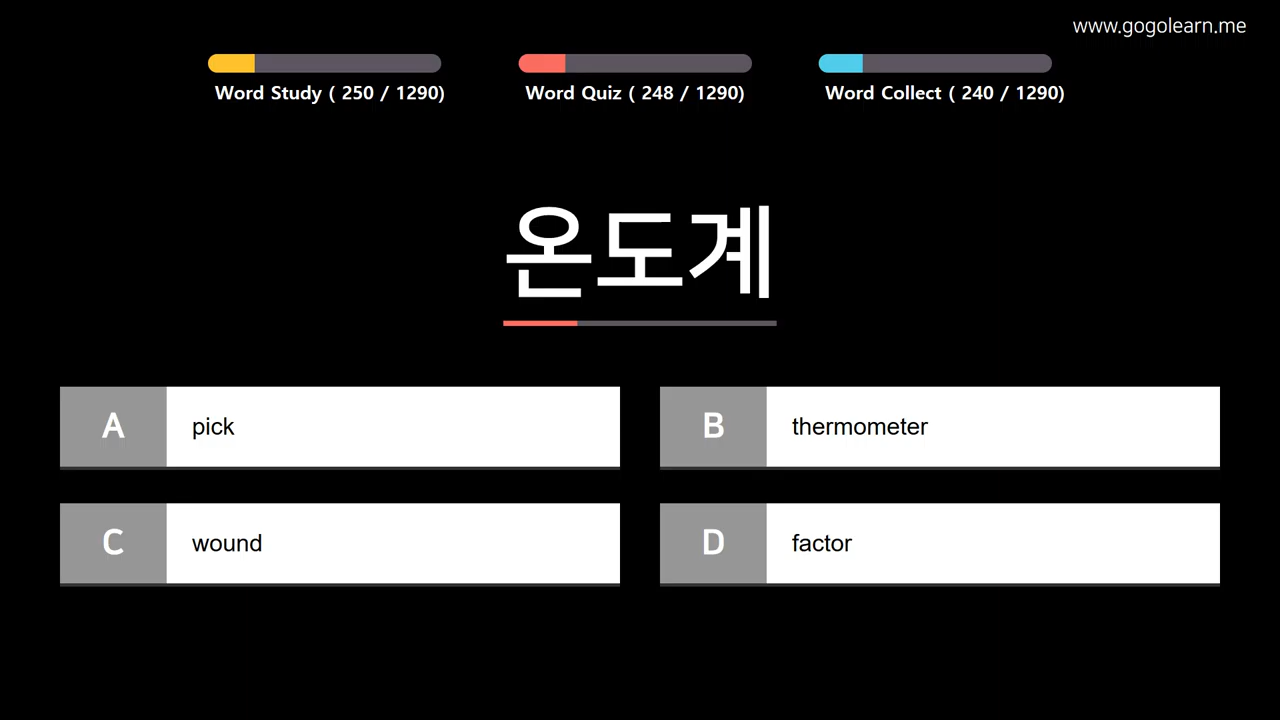 www.gogolearn.me
Word Study ( 250 / 1290)
Word Quiz ( 248 / 1290)
Word Collect ( 240 / 1290)
온도계
A pick
B thermometer
C wound
D factor